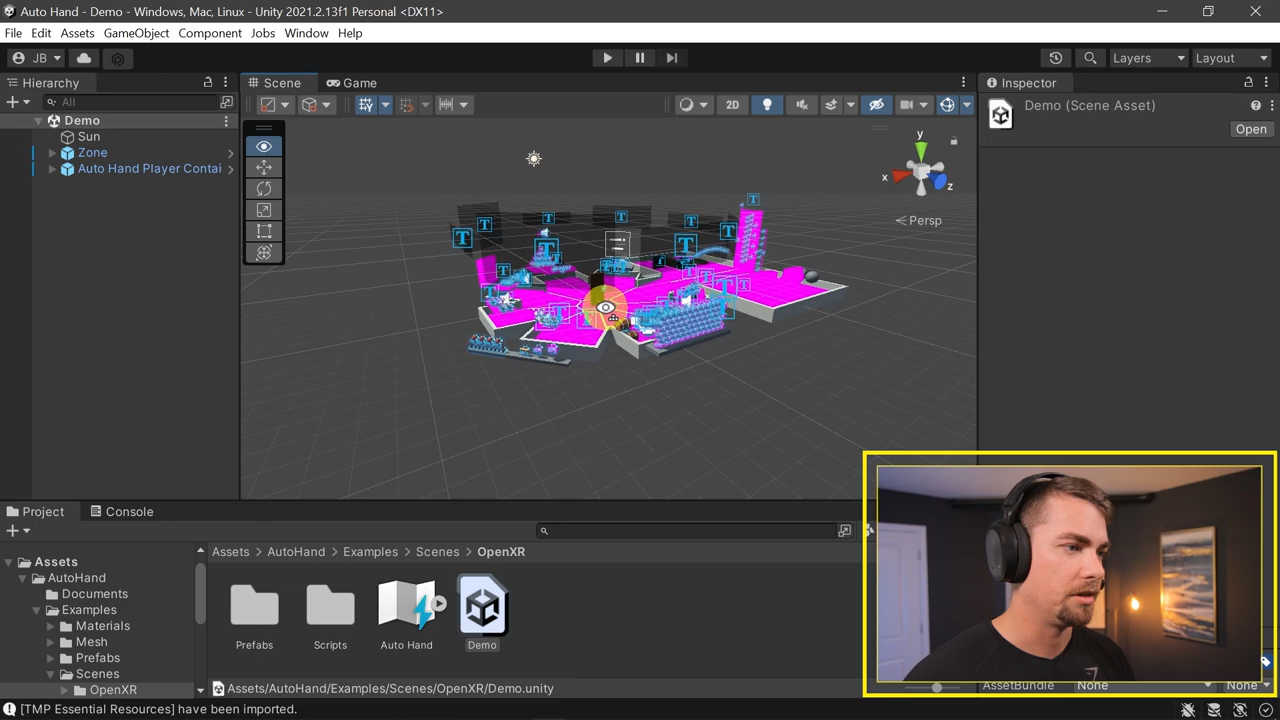 Auto Hand - Demo - Windows, Mac, Linux - Unity 2021.2.13f1 Personal <DX11>
File Edit Assets GameObject Component Jobs Window Help
JB Layers Layout
Hierarchy Scene Game Inspector
All 2D Demo (Scene Asset)
Demo Open
Sun
Zone
Auto Hand Player Contai
y
x z
Persp
Project Console
Assets > AutoHand > Examples > Scenes > OpenXR
Assets
AutoHand
Documents
Examples
Materials
Mesh
Prefabs
Scenes
OpenXR
Prefabs Scripts Auto Hand Demo
Assets/AutoHand/Examples/Scenes/OpenXR/Demo.unity
AssetBundle None None
[TMP Essential Resources] have been imported.